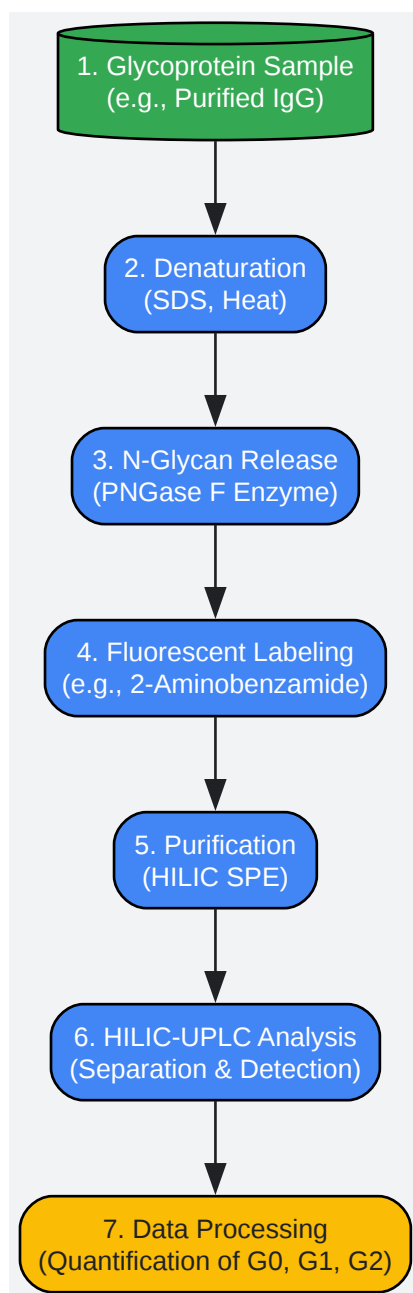 1. Glycoprotein Sample
(e.g., Purified IgG)
2. Denaturation
(SDS, Heat)
3. N-Glycan Release
(PNGase F Enzyme)
4. Fluorescent Labeling
(e.g., 2-Aminobenzamide)
5. Purification
(HILIC SPE)
6. HILIC-UPLC Analysis
(Separation & Detection)
7. Data Processing
(Quantification of G0, G1, G2)